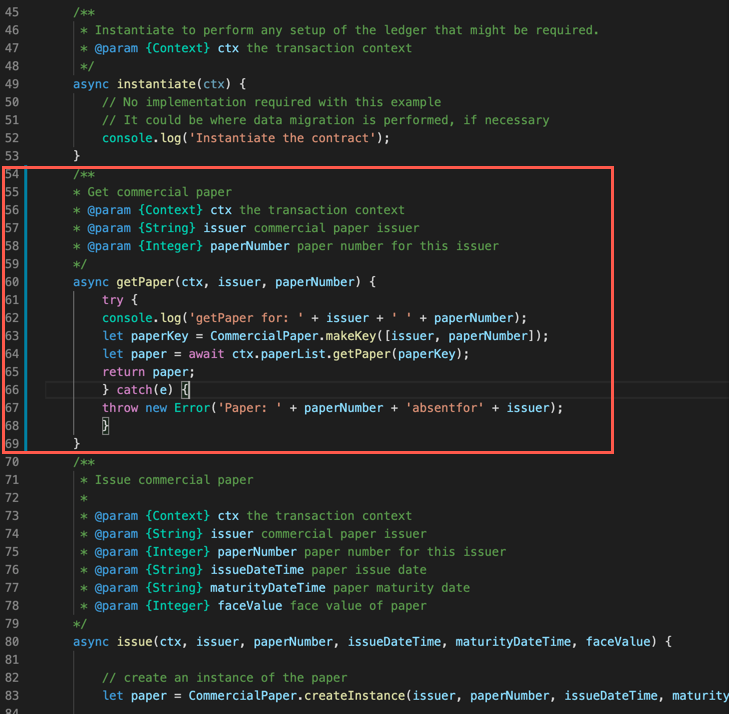 45 /**
46 * Instantiate to perform any setup of the ledger that might be required.
47 * @param {Context} ctx the transaction context
48 */
49 async instantiate(ctx) {
50 // No implementation required with this example
51 // It could be where data migration is performed, if necessary
52 console.log('Instantiate the contract');
53 }
54 /**
55 * Get commercial paper
56 * @param {Context} ctx the transaction context
57 * @param {String} issuer commercial paper issuer
58 * @param {Integer} paperNumber paper number for this issuer
59 */
60 async getPaper(ctx, issuer, paperNumber) {
61 try {
62 console.log('getPaper for: ' + issuer + ' ' + paperNumber);
63 let paperKey = CommercialPaper.makeKey([issuer, paperNumber]);
64 let paper = await ctx.paperList.getPaper(paperKey);
65 return paper;
66 } catch(e) {
67 throw new Error('Paper: ' + paperNumber + 'absentfor' + issuer);
68 }
69 }
70 /**
71 * Issue commercial paper
72 *
73 * @param {Context} ctx the transaction context
74 * @param {String} issuer commercial paper issuer
75 * @param {Integer} paperNumber paper number for this issuer
76 * @param {String} issueDateTime paper issue date
77 * @param {String} maturityDateTime paper maturity date
78 * @param {Integer} faceValue face value of paper
79 */
80 async issue(ctx, issuer, paperNumber, issueDateTime, maturityDateTime, faceValue) {
81
82 // create an instance of the paper
83 let paper = CommercialPaper.createInstance(issuer, paperNumber, issueDateTime, maturity
84